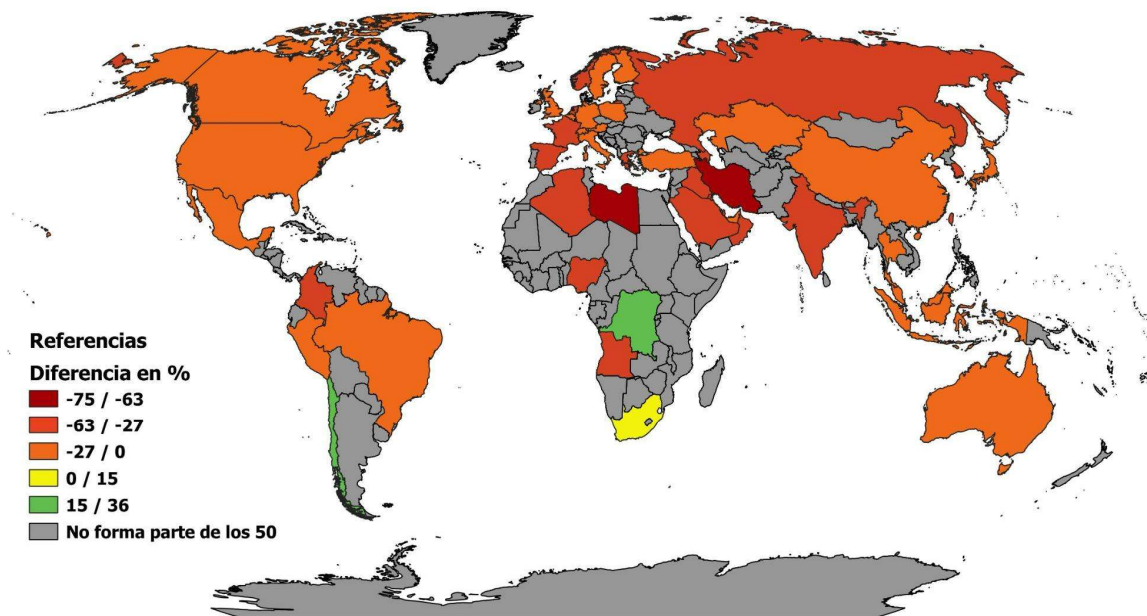 Referencias
Diferencia en %
-75 / -63
-63 / -27
-27 / 0
0 / 15
15 / 36
No forma parte de los 50